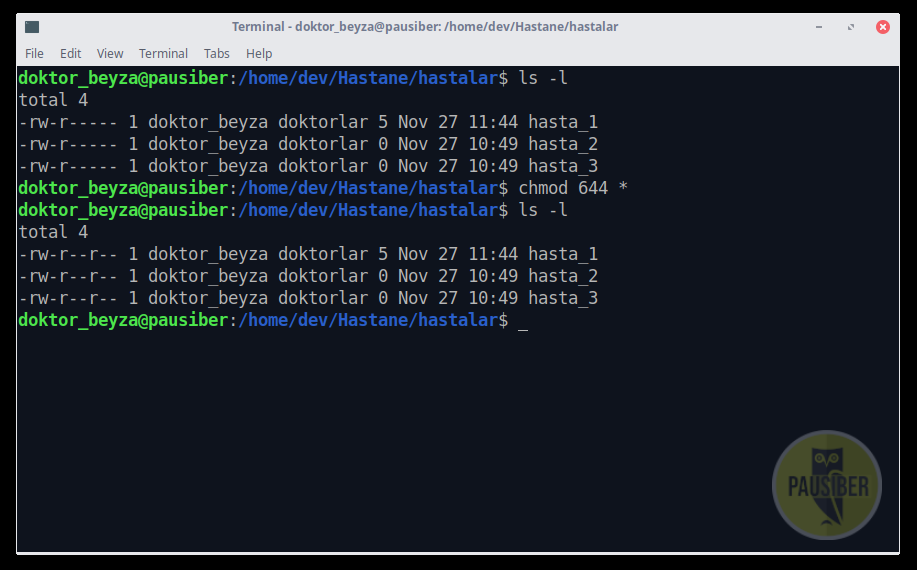 Terminal - doktor_beyza@pausiber: /home/dev/Hastane/hastalar
File Edit View Terminal Tabs Help
doktor_beyza@pausiber:/home/dev/Hastane/hastalar$ ls -l
total 4
-rw-r----- 1 doktor_beyza doktorlar 5 Nov 27 11:44 hasta_1
-rw-r----- 1 doktor_beyza doktorlar 0 Nov 27 10:49 hasta_2
-rw-r----- 1 doktor_beyza doktorlar 0 Nov 27 10:49 hasta_3
doktor_beyza@pausiber:/home/dev/Hastane/hastalar$ chmod 644 *
doktor_beyza@pausiber:/home/dev/Hastane/hastalar$ ls -l
total 4
-rw-r--r-- 1 doktor_beyza doktorlar 5 Nov 27 11:44 hasta_1
-rw-r--r-- 1 doktor_beyza doktorlar 0 Nov 27 10:49 hasta_2
-rw-r--r-- 1 doktor_beyza doktorlar 0 Nov 27 10:49 hasta_3
doktor_beyza@pausiber:/home/dev/Hastane/hastalar$ _
PAUSIBER